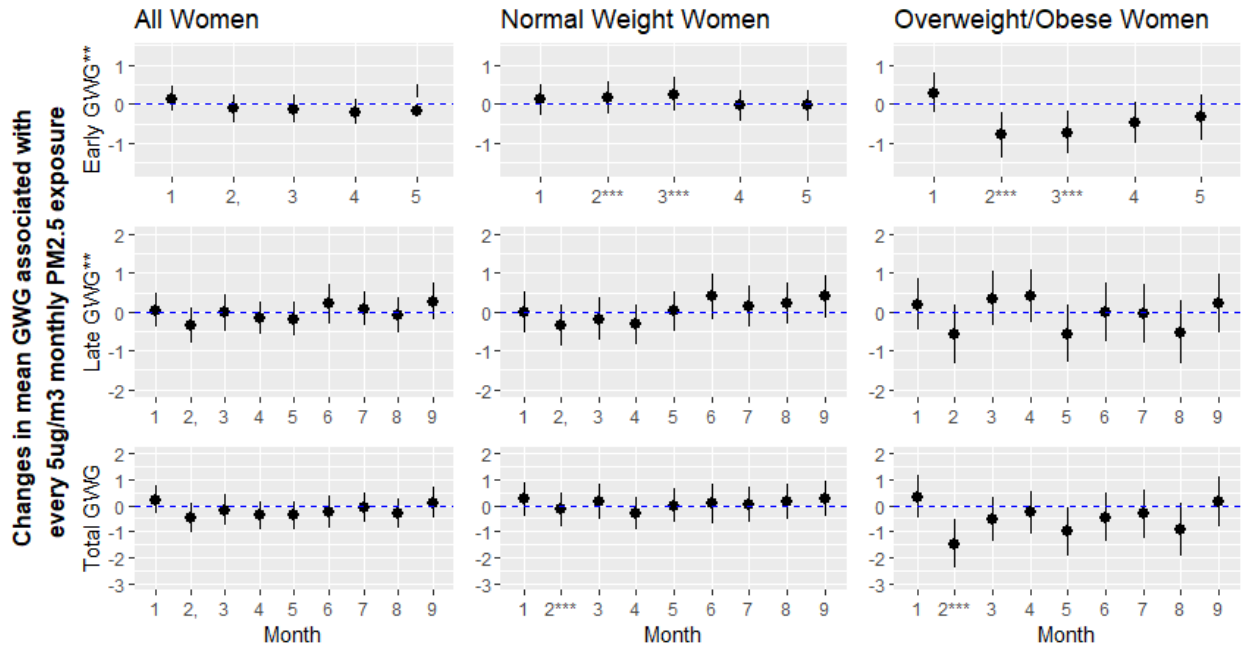 All Women
Normal Weight Women
Overweight/Obese Women
Changes in mean GWG associated with
every 5ug/m3 monthly PM2.5 exposure
Early GWG**
1
0
-1
1 2, 3 4 5
1
0
-1
1 2*** 3*** 4 5
1
0
-1
1 2*** 3*** 4 5
Late GWG**
2
1
0
-1
-2
1 2, 3 4 5 6 7 8 9
2
1
0
-1
-2
1 2, 3 4 5 6 7 8 9
2
1
0
-1
-2
1 2 3 4 5 6 7 8 9
Total GWG
2
1
0
-1
-2
-3
1 2, 3 4 5 6 7 8 9
Month
2
1
0
-1
-2
-3
1 2*** 3 4 5 6 7 8 9
Month
2
1
0
-1
-2
-3
1 2*** 3 4 5 6 7 8 9
Month